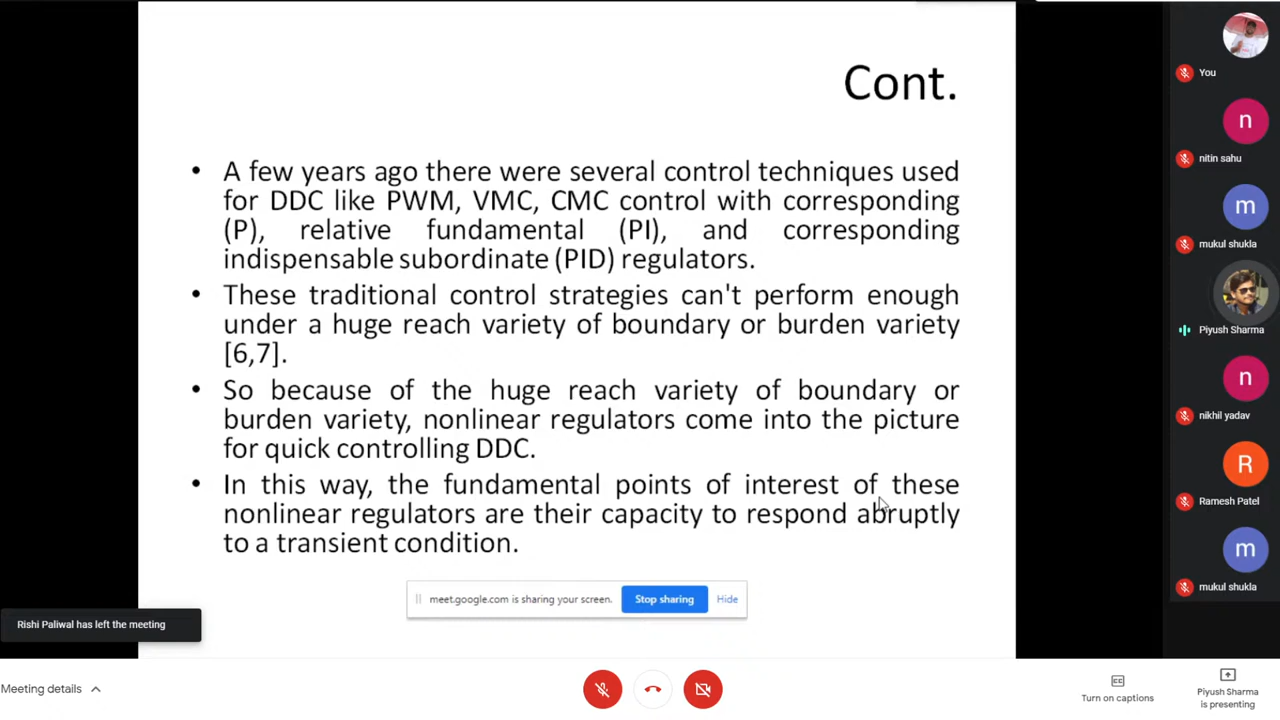 Cont.
• A few years ago there were several control techniques used
for DDC like PWM, VMC, CMC control with corresponding
(P), relative fundamental (PI), and corresponding
indispensable subordinate (PID) regulators.
• These traditional control strategies can't perform enough
under a huge reach variety of boundary or burden variety
[6,7].
• So because of the huge reach variety of boundary or
burden variety, nonlinear regulators come into the picture
for quick controlling DDC.
• In this way, the fundamental points of interest of these
nonlinear regulators are their capacity to respond abruptly
to a transient condition.
meet.google.com is sharing your screen.
Stop sharing
Hide
Rishi Paliwal has left the meeting
You
n
nitin sahu
m
mukul shukla
Piyush Sharma
n
nikhil yadav
R
Ramesh Patel
m
mukul shukla
Meeting details
CC
Turn on captions
Piyush Sharma
is presenting